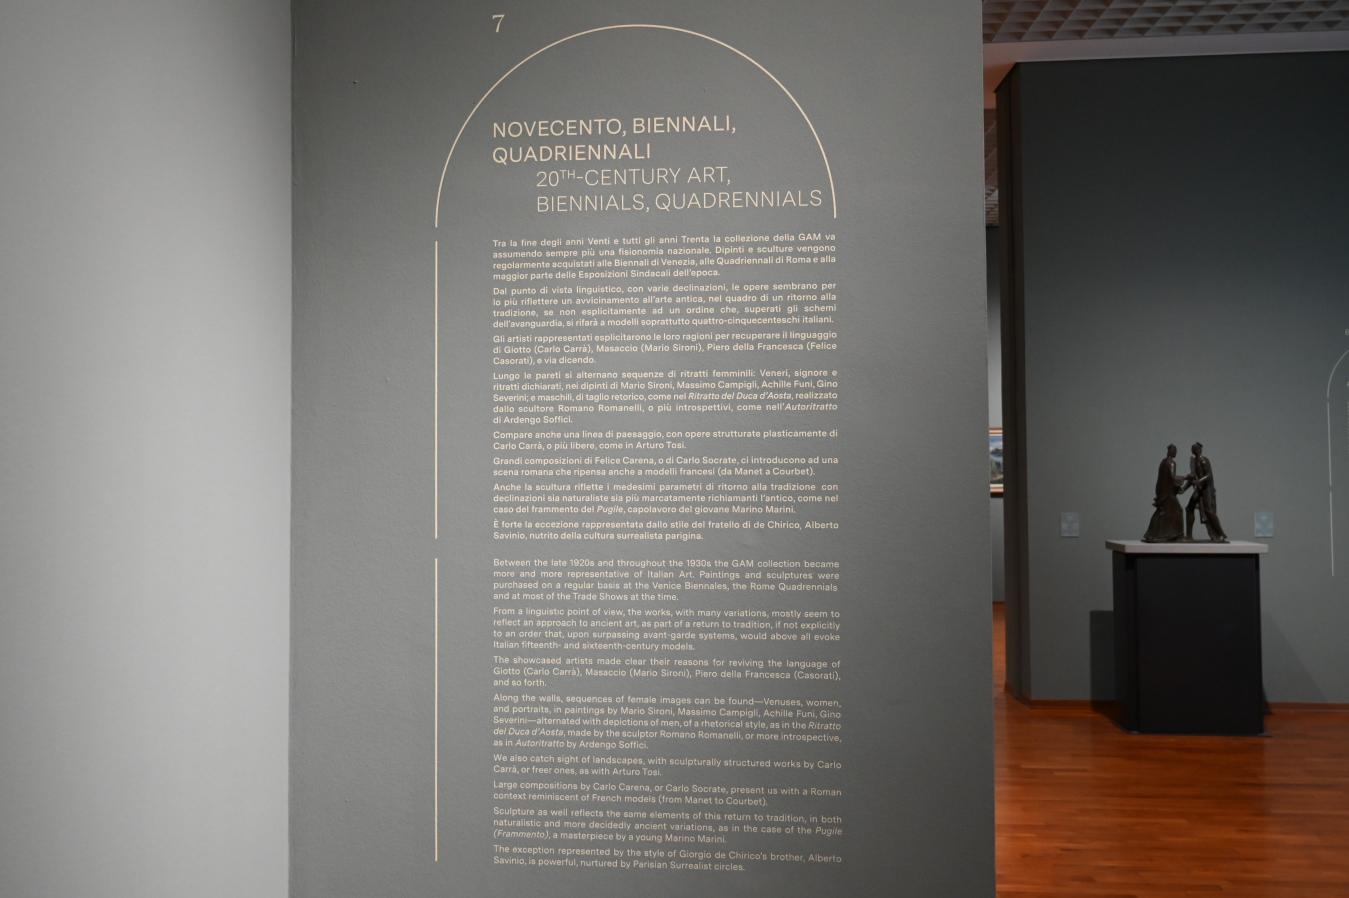 7
NOVECENTO, BIENNALI,
QUADRIENNALI
20TH-CENTURY ART,
BIENNIALS, QUADRENNIALS
Tra la fine degli anni Venti e tutti gli anni Trenta la collezione della GAM va
assumendo sempre più una fisionomia nazionale. Dipinti e sculture vengono
regolarmente acquistati alle Biennali di Venezia, alle Quadriennali di Roma e alla
maggior parte delle Esposizioni Sindacali dell'epoca.
Dal punto di vista linguistico, con varie declinazioni, le opere sembrano per
lo più riflettere un avvicinamento all'arte antica, nel quadro di un ritorno alla
tradizione, se non esplicitamente ad un ordine che, superati gli schemi
dell'avanguardia, si rifarà a modelli soprattutto quattro-cinquecenteschi italiani.
Gli artisti rappresentati esplicitarono le loro ragioni per recuperare il linguaggio
di Giotto (Carlo Carrà), Masaccio (Mario Sironi), Piero della Francesca (Felice
Casorati), e via dicendo.
Lungo le pareti si alternano sequenze di ritratti femminili: Veneri, signore e
ritratti dichiarati, nei dipinti di Mario Sironi, Massimo Campigli, Achille Funi, Gino
Severini; e maschili, di taglio retorico, come nel Ritratto del Duca d'Aosta, realizzato
dallo scultore Romano Romanelli, o più introspettivi, come nell'Autoritratto
di Ardengo Soffici.
Compare anche una linea di paesaggio, con opere strutturate plasticamente di
Carlo Carrà, o più libere, come in Arturo Tosi.
Grandi composizioni di Felice Carena, o di Carlo Socrate, ci introducono ad una
scena romana che ripensa anche a modelli francesi (da Manet a Courbet).
Anche la scultura riflette i medesimi parametri di ritorno alla tradizione con
declinazioni sia naturaliste sia più marcatamente richiamanti l'antico, come nel
caso del frammento del Pugile, capolavoro del giovane Marino Marini.
È forte la eccezione rappresentata dallo stile del fratello di de Chirico, Alberto
Savinio, nutrito della cultura surrealista parigina.
Between the late 1920s and throughout the 1930s the GAM collection became
more and more representative of Italian Art. Paintings and sculptures were
purchased on a regular basis at the Venice Biennales, the Rome Quadrennials
and at most of the Trade Shows at the time.
From a linguistic point of view, the works, with many variations, mostly seem to
reflect an approach to ancient art, as part of a return to tradition, if not explicitly
to an order that, upon surpassing avant-garde systems, would above all evoke
Italian fifteenth- and sixteenth-century models.
The showcased artists made clear their reasons for reviving the language of
Giotto (Carlo Carrà), Masaccio (Mario Sironi), Piero della Francesca (Casorati),
and so forth.
Along the walls, sequences of female images can be found—Venuses, women,
and portraits, in paintings by Mario Sironi, Massimo Campigli, Achille Funi, Gino
Severini—alternated with depictions of men, of a rhetorical style, as in the Ritratto
del Duca d'Aosta, made by the sculptor Romano Romanelli, or more introspective,
as in Autoritratto by Ardengo Soffici.
We also catch sight of landscapes, with sculpturally structured works by Carlo
Carrà, or freer ones, as with Arturo Tosi.
Large compositions by Carlo Carena, or Carlo Socrate, present us with a Roman
context reminiscent of French models (from Manet to Courbet).
Sculpture as well reflects the same elements of this return to tradition, in both
naturalistic and more decidedly ancient variations, as in the case of the Pugile
(Frammento), a masterpiece by a young Marino Marini.
The exception represented by the style of Giorgio de Chirico's brother, Alberto
Savinio, is powerful, nurtured by Parisian Surrealist circles.